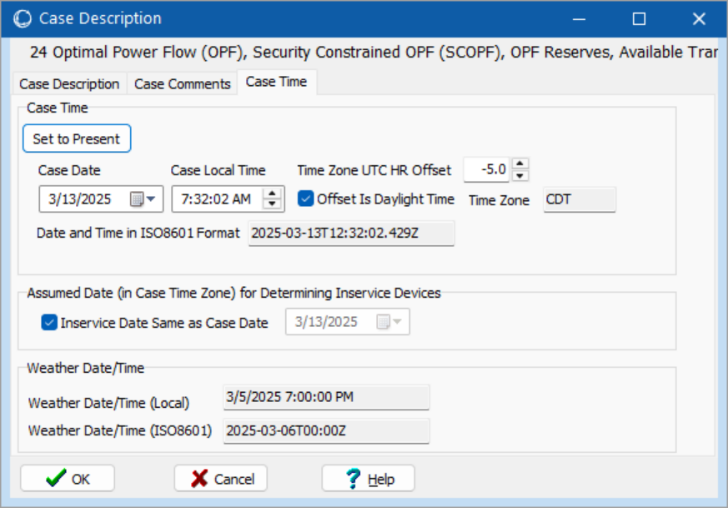 Case Description
24 Optimal Power Flow (OPF), Security Constrained OPF (SCOPF), OPF Reserves, Available Tran
Case Description Case Comments Case Time
Case Time
Set to Present
Case Date Case Local Time Time Zone UTC HR Offset -5.0
3/13/2025 7:32:02 AM Offset Is Daylight Time Time Zone CDT
Date and Time in ISO8601 Format 2025-03-13T12:32:02.429Z
Assumed Date (in Case Time Zone) for Determining Inservice Devices
Inservice Date Same as Case Date 3/13/2025
Weather Date/Time
Weather Date/Time (Local) 3/5/2025 7:00:00 PM
Weather Date/Time (ISO8601) 2025-03-06T00:00Z
OK Cancel Help